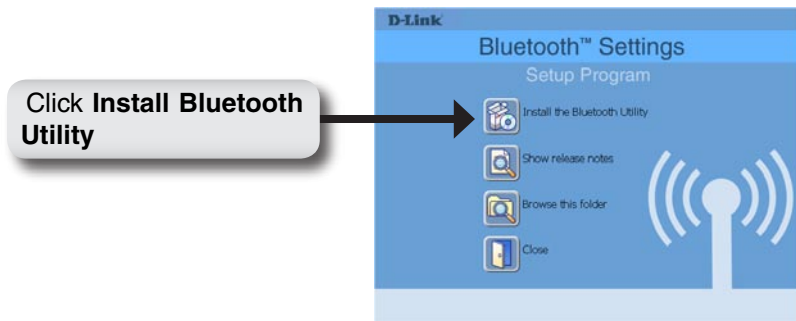 Click Install Bluetooth
Utility
D-Link
Bluetooth™ Settings
Setup Program
Install the Bluetooth Utility
Show release notes
Browse this folder
Close